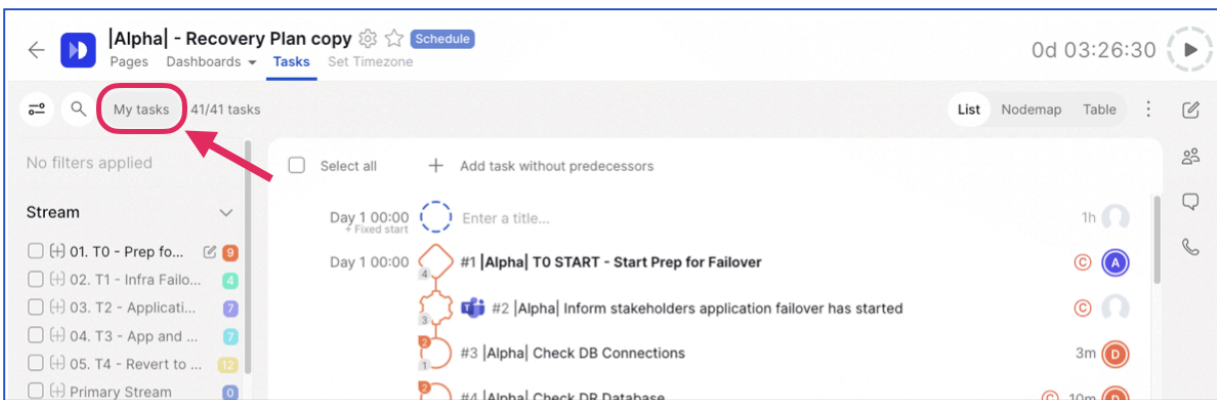 |Alpha| - Recovery Plan copy Schedule
Pages Dashboards Tasks Set Timezone
0d 03:26:30
My tasks 41/41 tasks
List Nodemap Table
No filters applied
Stream
01. T0 - Prep fo... 9
02. T1 - Infra Failo... 4
03. T2 - Applicati... 7
04. T3 - App and ... 7
05. T4 - Revert to ... 12
Primary Stream 0
Select all + Add task without predecessors
Day 1 00:00 Enter a title... 1h
+ Fixed start
Day 1 00:00 4 #1 |Alpha| T0 START - Start Prep for Failover C A
3 #2 |Alpha| Inform stakeholders application failover has started C
2 1 #3 |Alpha| Check DB Connections 3m D
2 #4 |Alpha| Check DR Database C 10m D